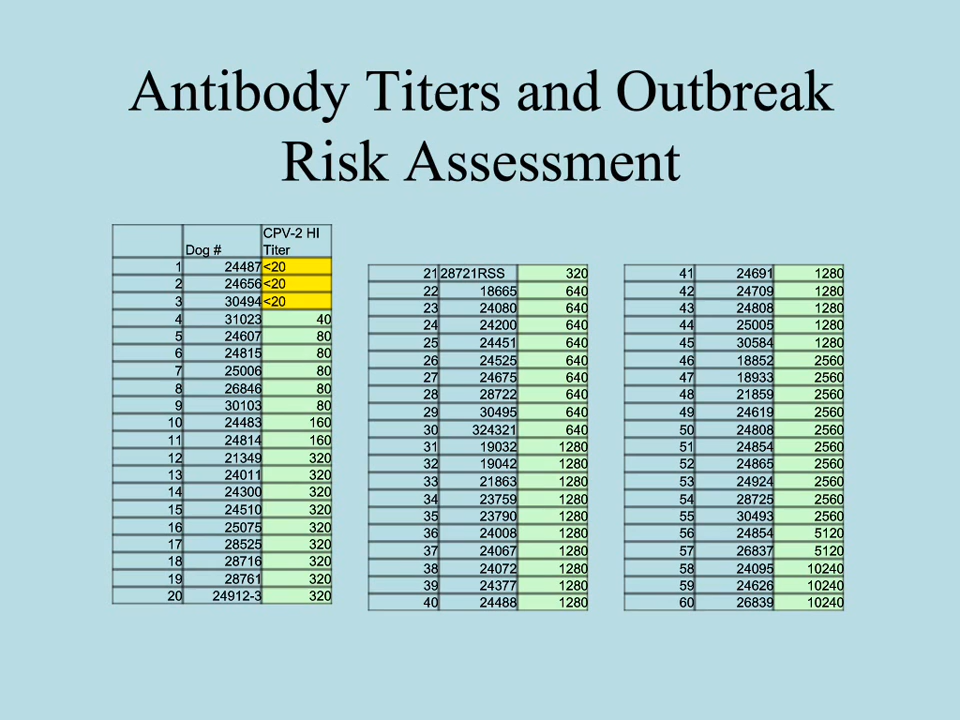 Antibody Titers and Outbreak
Risk Assessment
CPV-2 HI
Dog # Titer
1 24487 <20
2 24656 <20
3 30494 <20
4 31023 40
5 24607 80
6 24815 80
7 25006 80
8 26846 80
9 30103 80
10 24483 160
11 24814 160
12 21349 320
13 24011 320
14 24300 320
15 24510 320
16 25075 320
17 28525 320
18 28716 320
19 28761 320
20 24912-3 320
21 28721RSS 320
22 18665 640
23 24080 640
24 24200 640
25 24451 640
26 24525 640
27 24675 640
28 28722 640
29 30495 640
30 324321 640
31 19032 1280
32 19042 1280
33 21863 1280
34 23759 1280
35 23790 1280
36 24008 1280
37 24067 1280
38 24072 1280
39 24377 1280
40 24488 1280
41 24691 1280
42 24709 1280
43 24808 1280
44 25005 1280
45 30584 1280
46 18852 2560
47 18933 2560
48 21859 2560
49 24619 2560
50 24808 2560
51 24854 2560
52 24865 2560
53 24924 2560
54 28725 2560
55 30493 2560
56 24854 5120
57 26837 5120
58 24095 10240
59 24626 10240
60 26839 10240